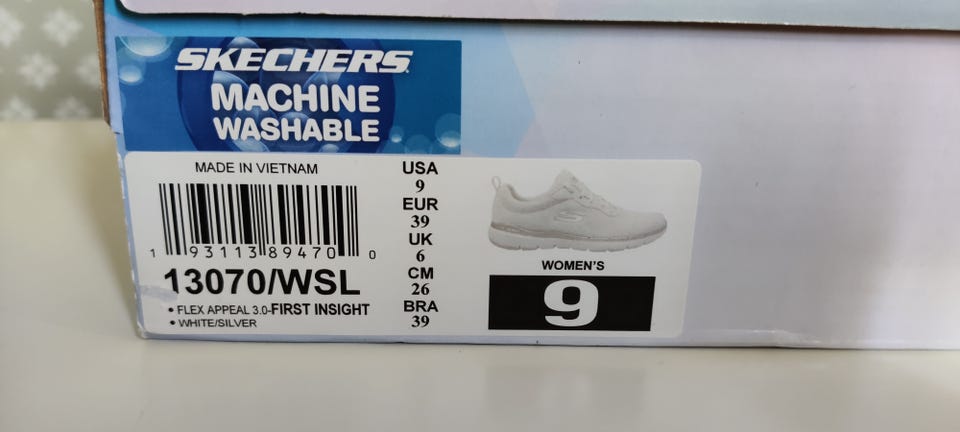 SKECHERS
MACHINE
WASHABLE
MADE IN VIETNAM
1 93113 89470 0
13070/WSL
• FLEX APPEAL 3.0-FIRST INSIGHT
• WHITE/SILVER
USA
9
EUR
39
UK
6
CM
26
BRA
39
WOMEN'S
9